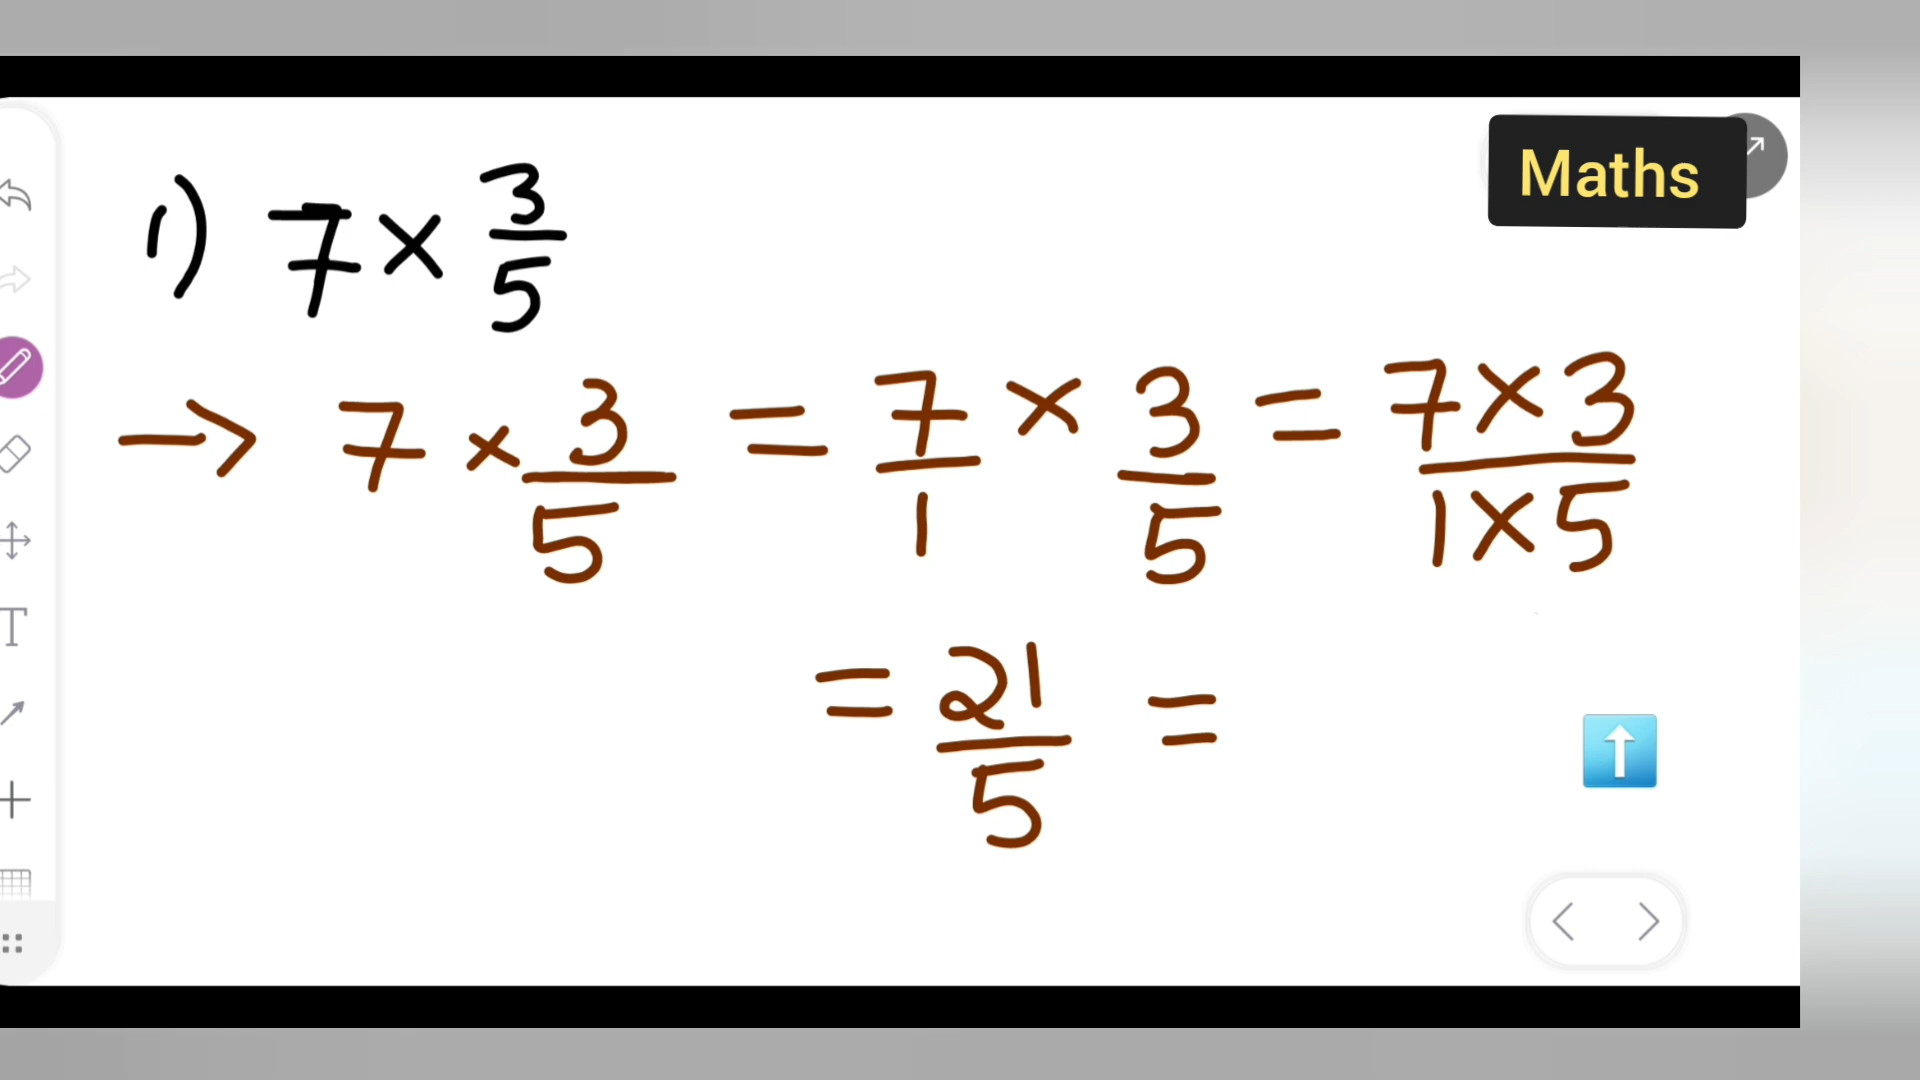 Maths
1) 7 × 3/5
→ 7 × 3/5 = 7/1 × 3/5 = 7×3/1×5
= 21/5 =